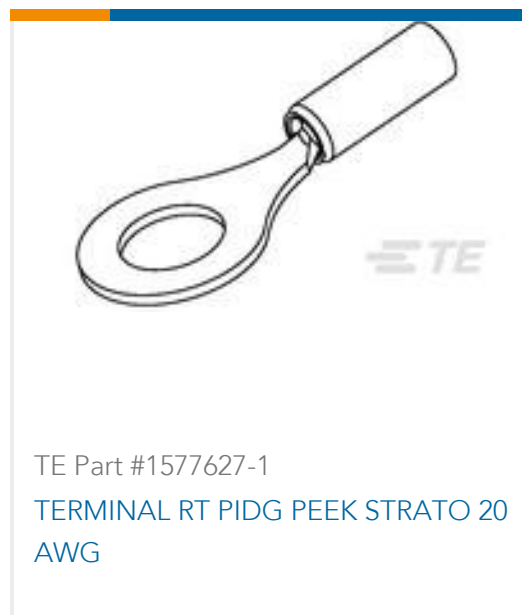 TE
TE Part #1577627-1
TERMINAL RT PIDG PEEK STRATO 20
AWG